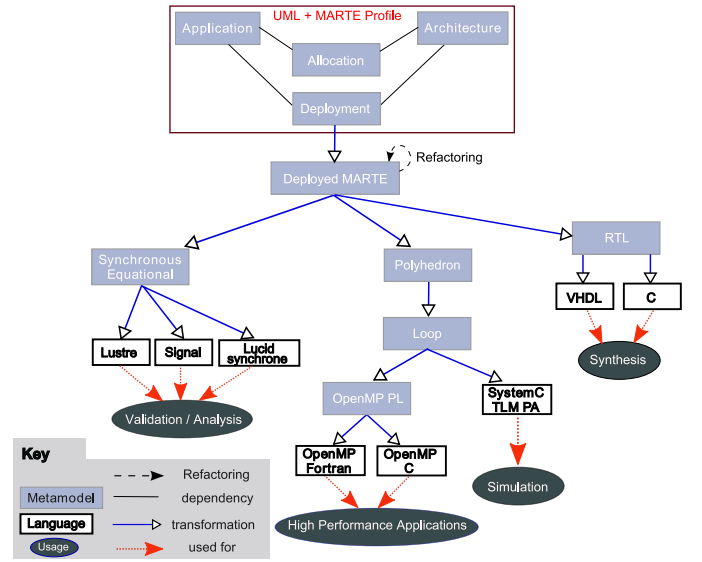 UML + MARTE Profile
Application
Architecture
Allocation
Deployment
Refactoring
Deployed MARTE
Synchronous
Equational
Polyhedron
RTL
VHDL
C
Loop
Lustre
Signal
Lucid
synchrone
Synthesis
OpenMP PL
SystemC
TLM PA
Validation / Analysis
OpenMP
Fortran
OpenMP
C
Simulation
High Performance Applications
Key
Refactoring
Metamodel
dependency
Language
transformation
Usage
used for